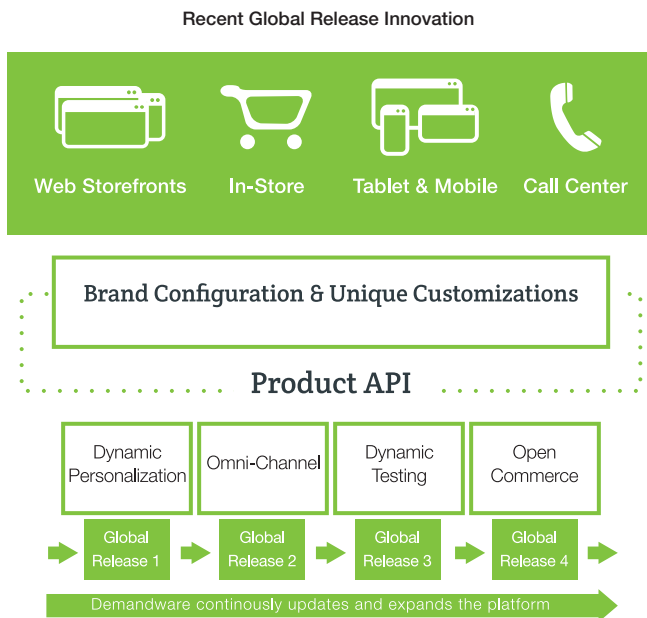 Recent Global Release Innovation
Web Storefronts
In-Store
Tablet & Mobile
Call Center
Brand Configuration & Unique Customizations
Product API
Dynamic
Personalization
Omni-Channel
Dynamic
Testing
Open
Commerce
Global
Release 1
Global
Release 2
Global
Release 3
Global
Release 4
Demandware continously updates and expands the platform